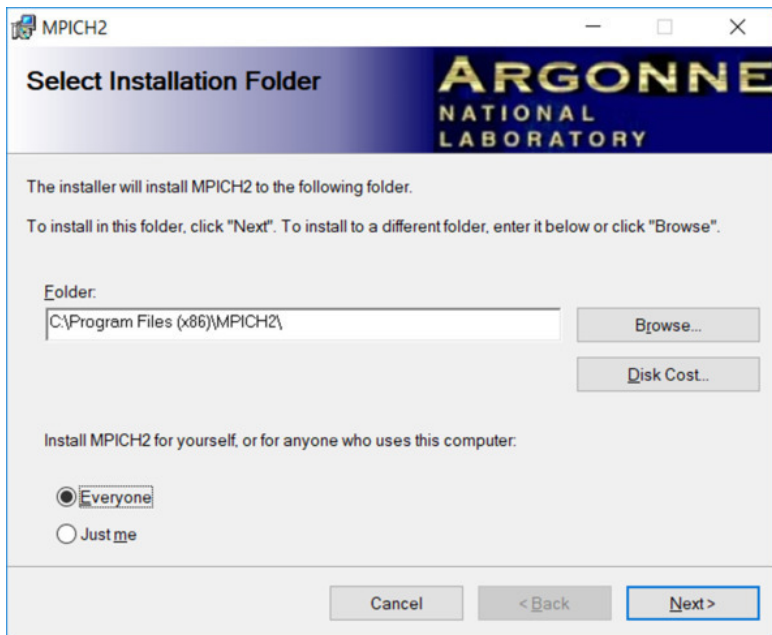 MPICH2
Select Installation Folder
ARGONNE
NATIONAL
LABORATORY
The installer will install MPICH2 to the following folder.
To install in this folder, click "Next". To install to a different folder, enter it below or click "Browse".
Folder:
C:\Program Files (x86)\MPICH2\
Browse...
Disk Cost...
Install MPICH2 for yourself, or for anyone who uses this computer:
Everyone
Just me
Cancel
< Back
Next >